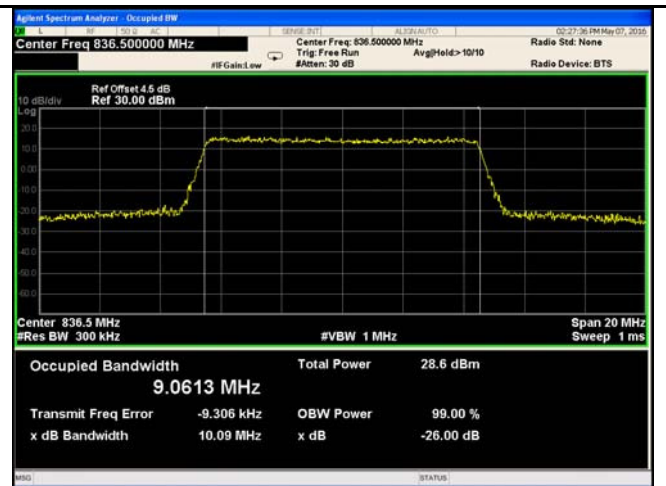 Agilent Spectrum Analyzer - Occupied BW
L RF 50 Ω AC SENSE:INT ALIGN AUTO 02:27:36 PM May 07, 2016
Center Freq 836.500000 MHz Center Freq: 836.500000 MHz Radio Std: None
Trig: Free Run Avg|Hold:> 10/10
#IFGain:Low #Atten: 30 dB Radio Device: BTS
Ref Offset 4.5 dB
10 dB/div Ref 30.00 dBm
Log
20.0
10.0
0.00
-10.0
-20.0
-30.0
-40.0
-50.0
-60.0
Center 836.5 MHz Span 20 MHz
#Res BW 300 kHz #VBW 1 MHz Sweep 1 ms
Occupied Bandwidth Total Power 28.6 dBm
9.0613 MHz
Transmit Freq Error -9.306 kHz OBW Power 99.00 %
x dB Bandwidth 10.09 MHz x dB -26.00 dB
MSG STATUS